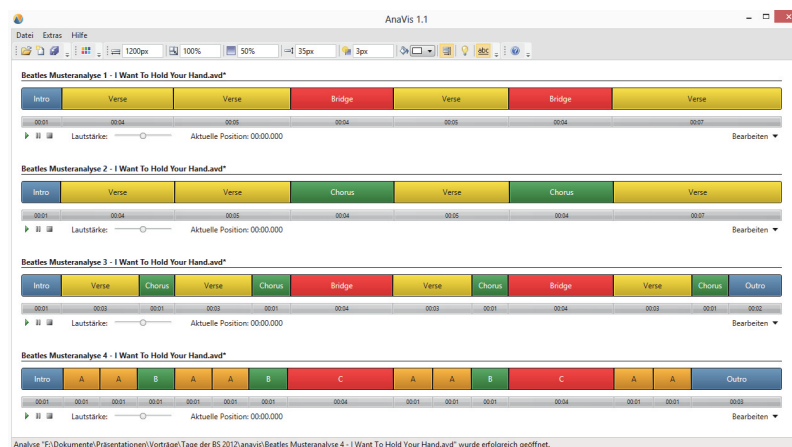 AnaVis 1.1
Datei Extras Hilfe
1200px 100% 50% 35px 3px abc
Beatles Musteranalyse 1 - I Want To Hold Your Hand.avd*
Intro Verse Verse Bridge Verse Bridge Verse
00:01 00:04 00:05 00:04 00:05 00:04 00:07
Lautstärke: Aktuelle Position: 00:00.000 Bearbeiten
Beatles Musteranalyse 2 - I Want To Hold Your Hand.avd*
Intro Verse Verse Chorus Verse Chorus Verse
00:01 00:04 00:05 00:04 00:05 00:04 00:07
Lautstärke: Aktuelle Position: 00:00.000 Bearbeiten
Beatles Musteranalyse 3 - I Want To Hold Your Hand.avd*
Intro Verse Chorus Verse Chorus Bridge Verse Chorus Bridge Verse Chorus Outro
00:01 00:03 00:01 00:03 00:01 00:04 00:03 00:01 00:04 00:03 00:01 00:02
Lautstärke: Aktuelle Position: 00:00.000 Bearbeiten
Beatles Musteranalyse 4 - I Want To Hold Your Hand.avd*
Intro A A B A A B C A A B C A A Outro
00:01 00:01 00:01 00:01 00:01 00:01 00:01 00:04 00:01 00:01 00:01 00:04 00:01 00:01 00:03
Lautstärke: Aktuelle Position: 00:00.000 Bearbeiten
Analyse "F:\Dokumente\Präsentationen\Vorträge\Tage der BS 2012\anavis\Beatles Musteranalyse 4 - I Want To Hold Your Hand.avd" wurde erfolgreich geöffnet.